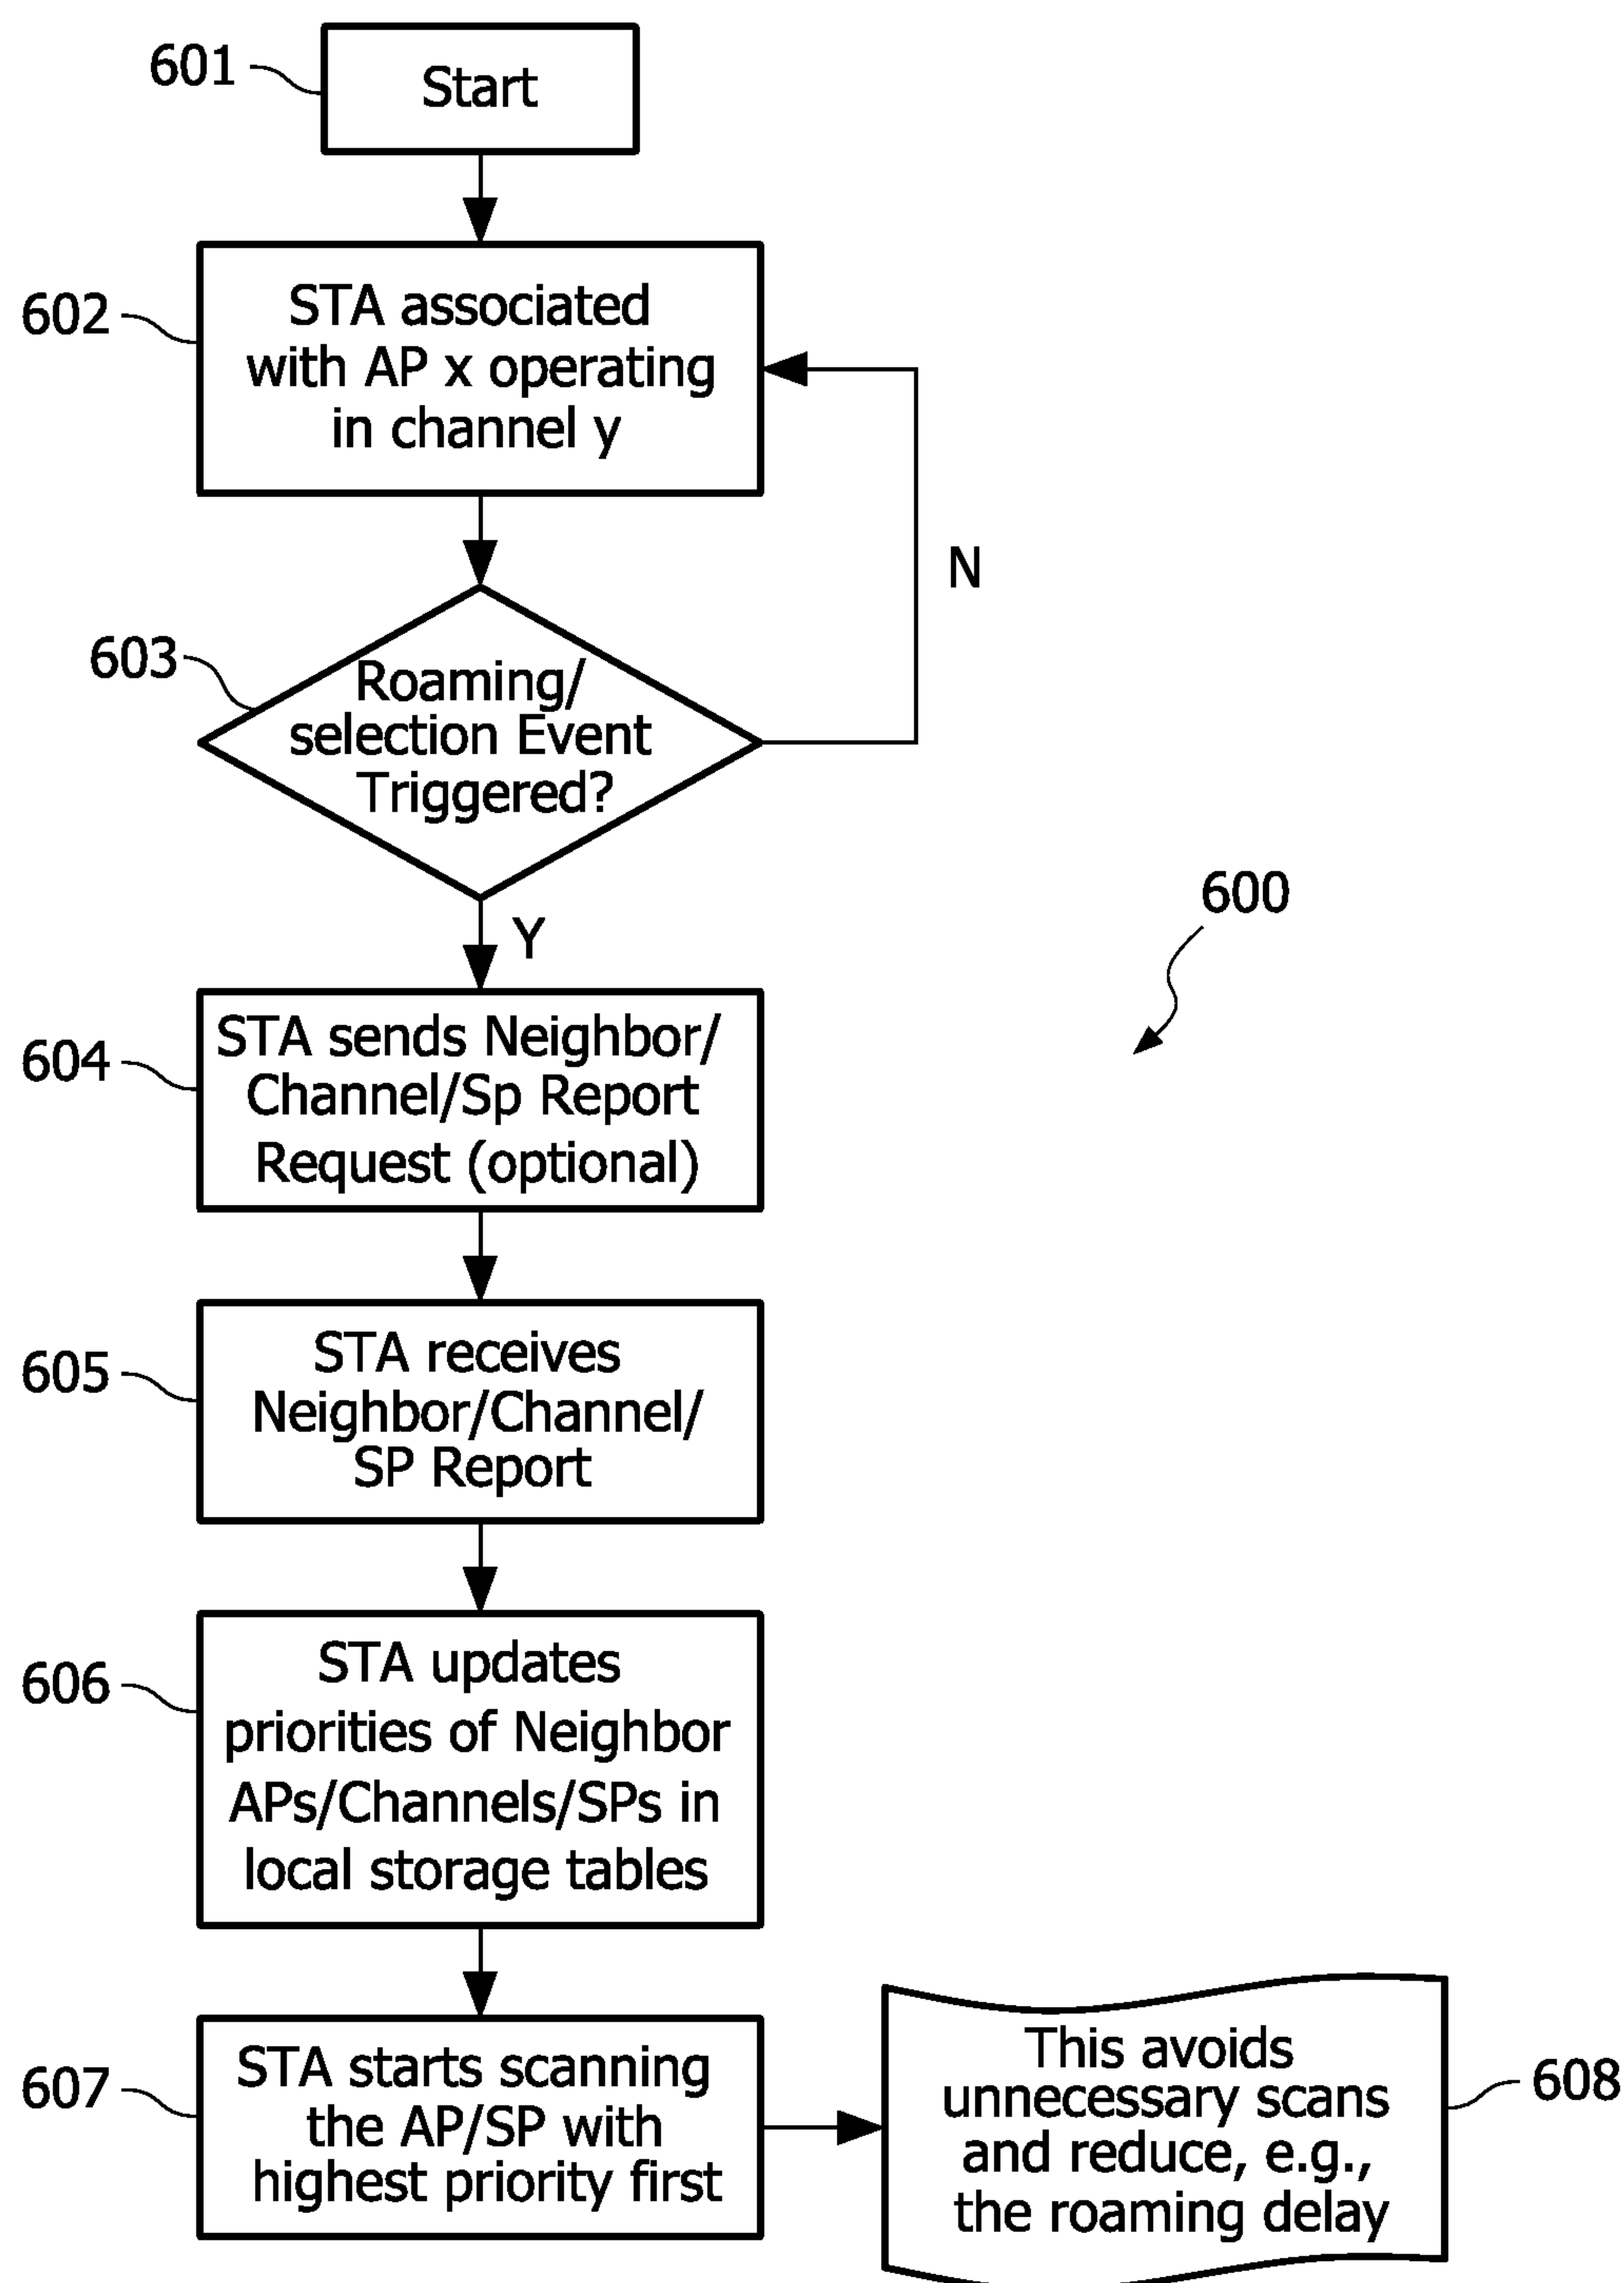 601
Start
602
STA associated
with AP x operating
in channel y
N
603
Roaming/
selection Event
Triggered?
600
Y
604
STA sends Neighbor/
Channel/Sp Report
Request (optional)
605
STA receives
Neighbor/Channel/
SP Report
606
STA updates
priorities of Neighbor
APs/Channels/SPs in
local storage tables
607
STA starts scanning
the AP/SP with
highest priority first
This avoids
unnecessary scans
and reduce, e.g.,
the roaming delay
608